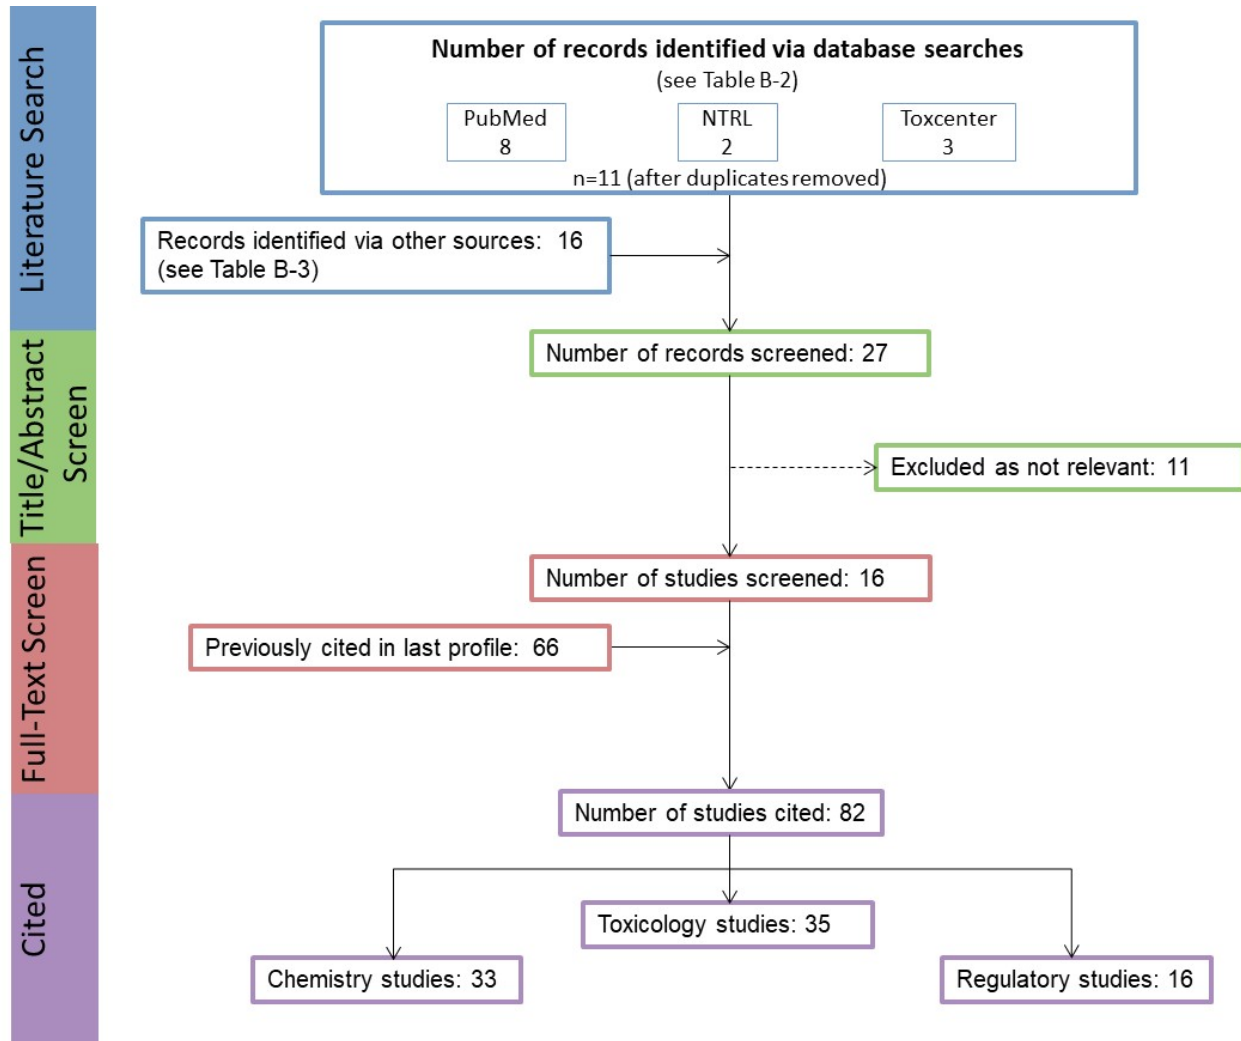 Literature Search
Number of records identified via database searches
(see Table B-2)
PubMed
8
NTRL
2
Toxcenter
3
n=11 (after duplicates removed)
Records identified via other sources: 16
(see Table B-3)
Title/Abstract
Screen
Number of records screened: 27
Excluded as not relevant: 11
Full-Text Screen
Number of studies screened: 16
Previously cited in last profile: 66
Cited
Number of studies cited: 82
Toxicology studies: 35
Chemistry studies: 33
Regulatory studies: 16